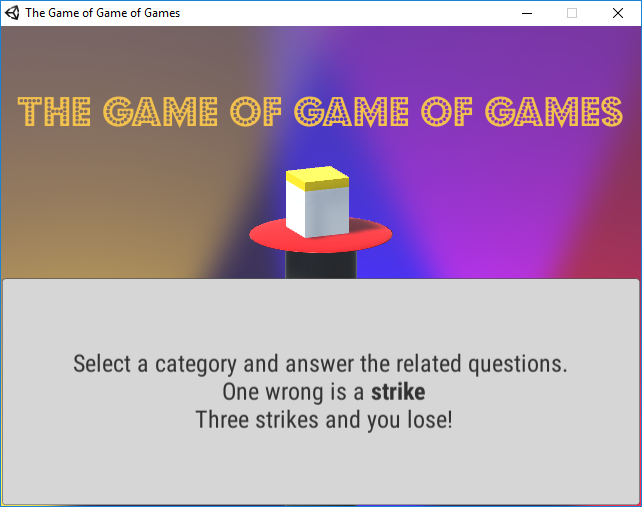 The Game of Game of Games
THE GAME OF GAME OF GAMES
Select a category and answer the related questions.
One wrong is a strike
Three strikes and you lose!